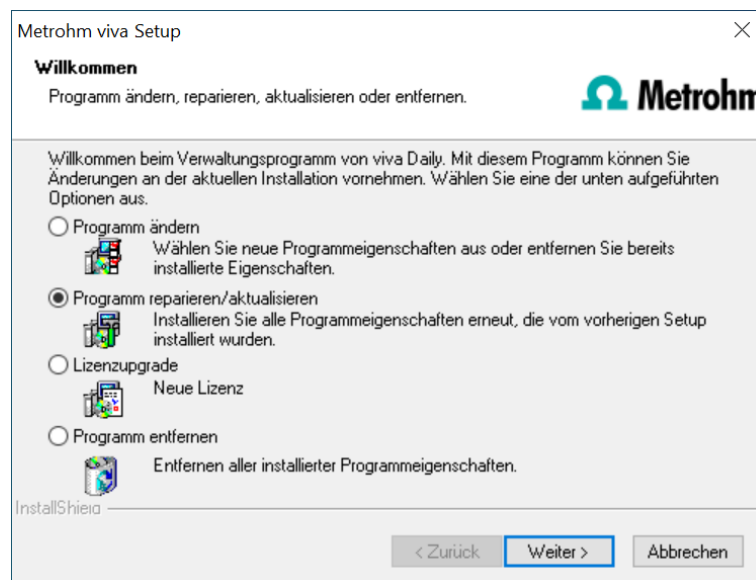 Metrohm viva Setup
Willkommen
Programm ändern, reparieren, aktualisieren oder entfernen.
Metrohm
Willkommen beim Verwaltungsprogramm von viva Daily. Mit diesem Programm können Sie
Änderungen an der aktuellen Installation vornehmen. Wählen Sie eine der unten aufgeführten
Optionen aus.
Programm ändern
Wählen Sie neue Programmeigenschaften aus oder entfernen Sie bereits
installierte Eigenschaften.
Programm reparieren/aktualisieren
Installieren Sie alle Programmeigenschaften erneut, die vom vorherigen Setup
installiert wurden.
Lizenzupgrade
Neue Lizenz
Programm entfernen
Entfernen aller installierter Programmeigenschaften.
InstallShield
< Zurück Weiter > Abbrechen